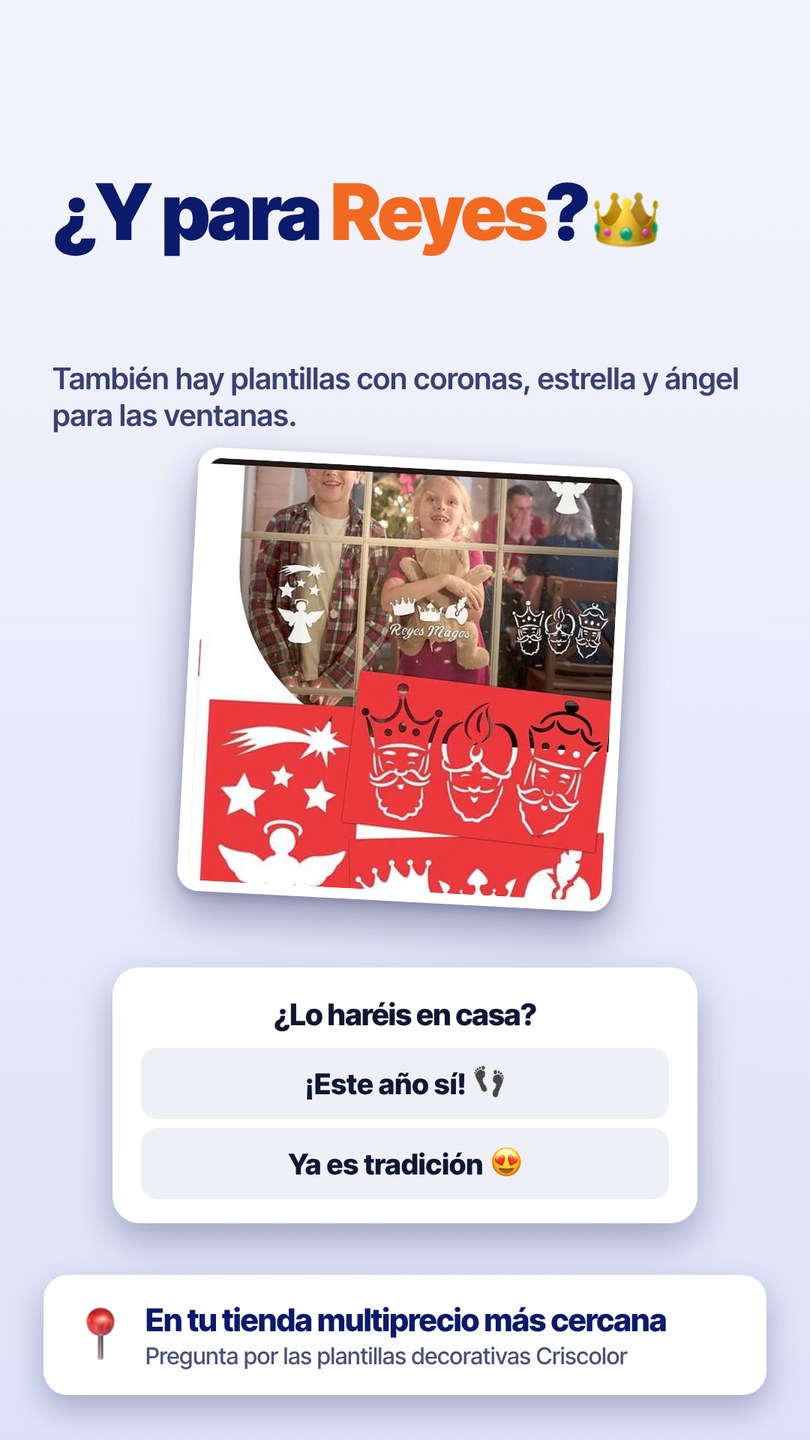 ¿Y para Reyes?👑
También hay plantillas con coronas, estrella y ángel
para las ventanas.
Reyes Magos
¿Lo haréis en casa?
¡Este año sí! 👣
Ya es tradición 😍
📍 En tu tienda multiprecio más cercana
Pregunta por las plantillas decorativas Criscolor